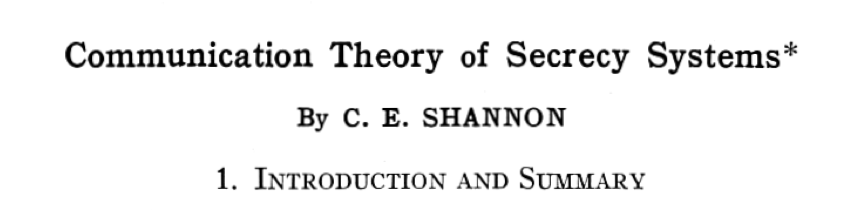 Communication Theory of Secrecy Systems*
By C. E. SHANNON
1. INTRODUCTION AND SUMMARY